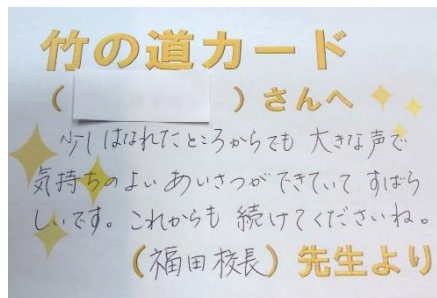 竹の道カード
( )さんへ
少しはなれたところからでも 大きな声で
気持ちのよい あいさつが できていて すばら
しいです。これからも 続けてくださいね。
(福田校長)先生より